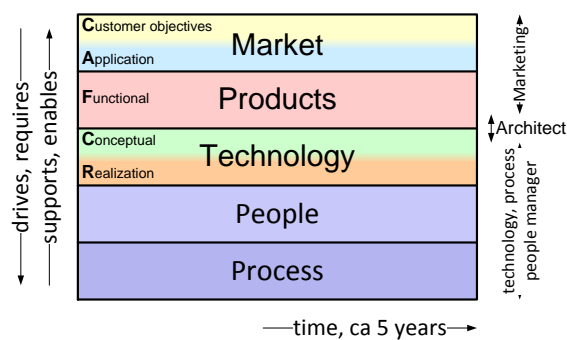 drives, requires
supports, enables
Customer objectives
Market
Application
Functional
Products
Conceptual
Technology
Realization
People
Process
Marketing
Architect
technology, process
people manager
time, ca 5 years